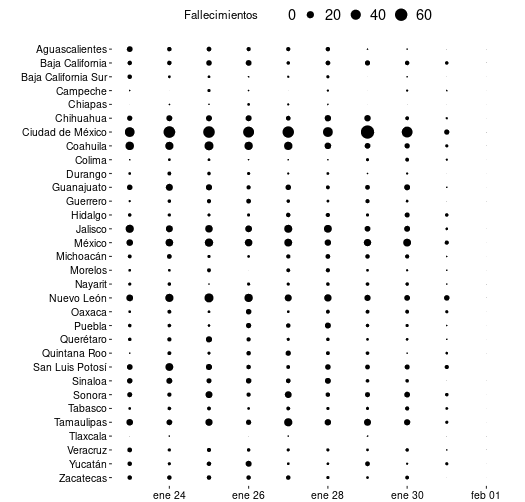 Fallecimientos 0 20 40 60
Aguascalientes
Baja California
Baja California Sur
Campeche
Chiapas
Chihuahua
Ciudad de México
Coahuila
Colima
Durango
Guanajuato
Guerrero
Hidalgo
Jalisco
México
Michoacán
Morelos
Nayarit
Nuevo León
Oaxaca
Puebla
Querétaro
Quintana Roo
San Luis Potosí
Sinaloa
Sonora
Tabasco
Tamaulipas
Tlaxcala
Veracruz
Yucatán
Zacatecas
ene 24 ene 26 ene 28 ene 30 feb 01